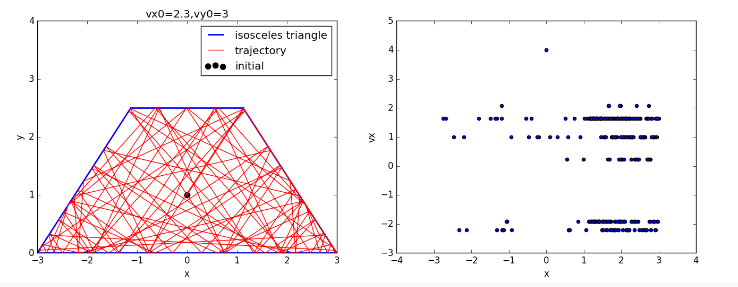 vx0=2.3,vy0=3
isosceles triangle
trajectory
initial
y
4
3
2
1
0
−3 −2 −1 0 1 2 3
x
vx
5
4
3
2
1
0
−1
−2
−3
−4 −3 −2 −1 0 1 2 3 4
x